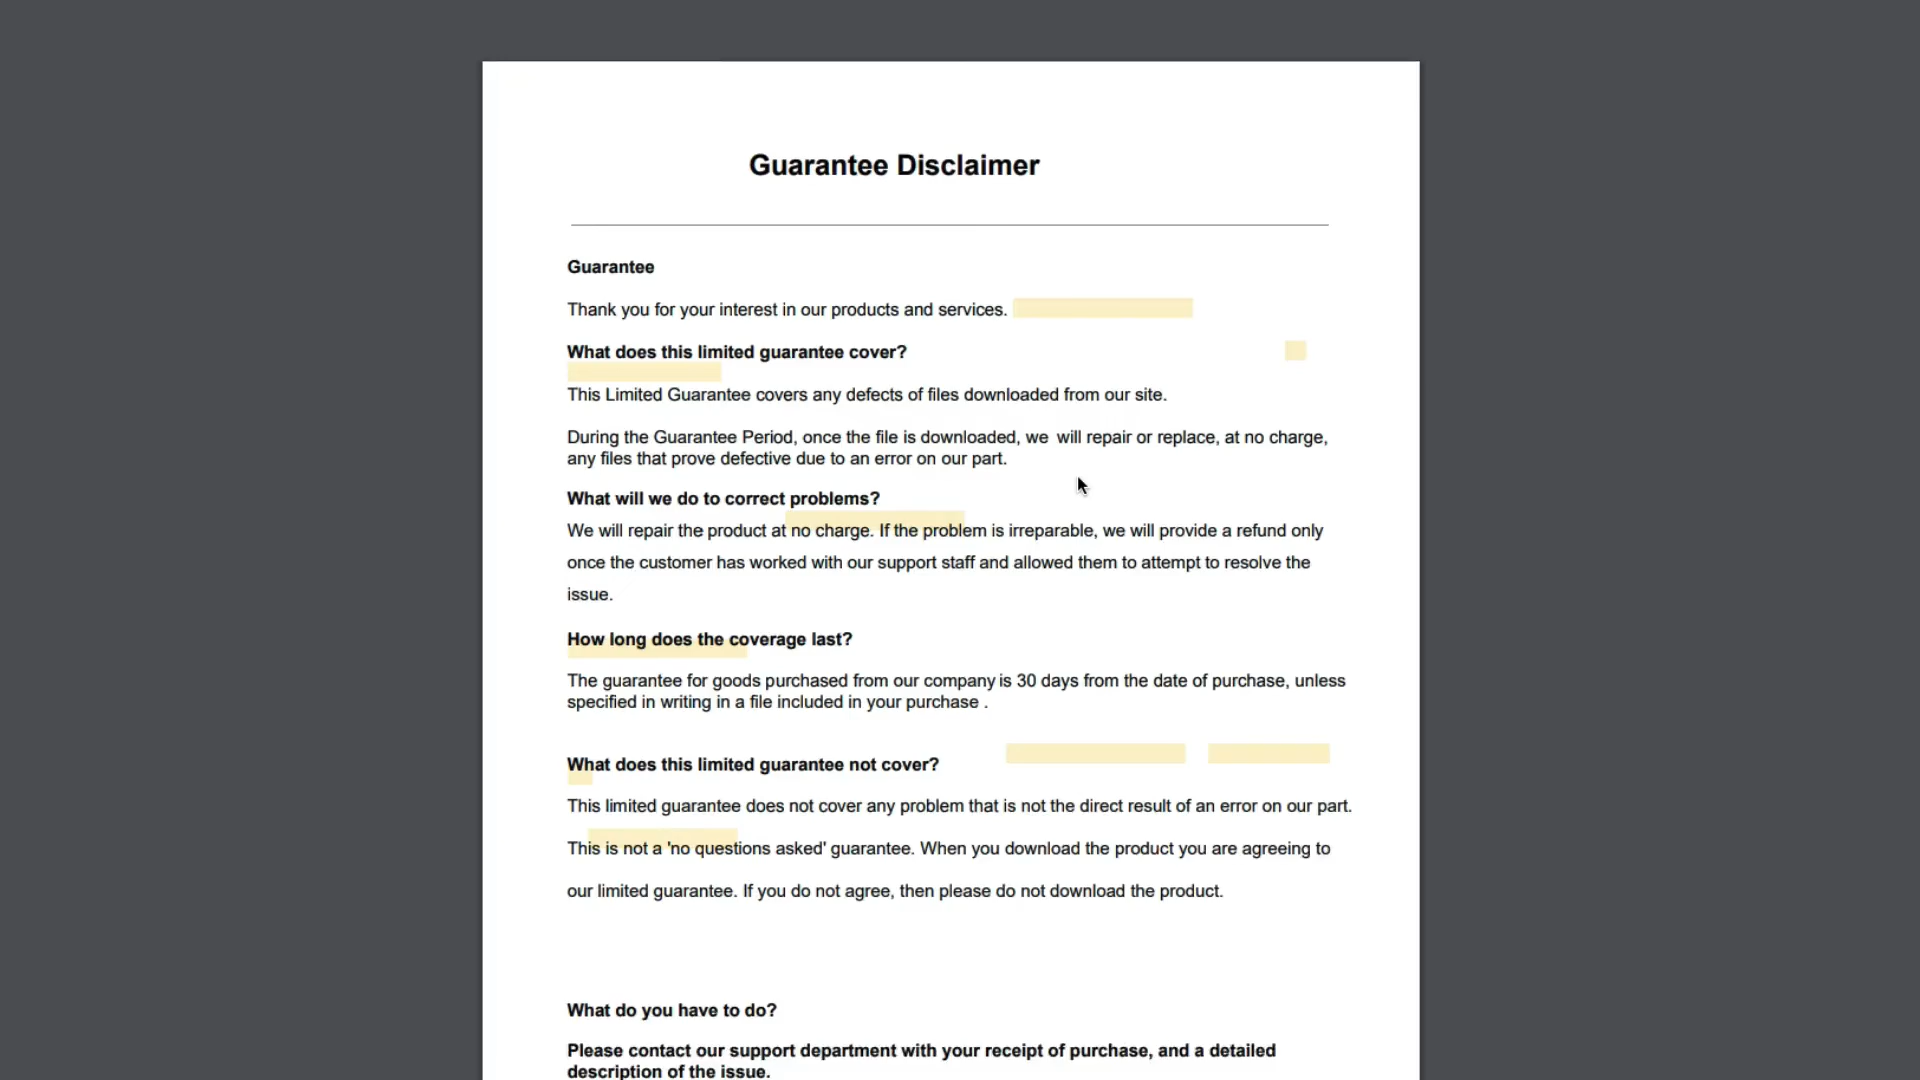 Guarantee Disclaimer
Guarantee
Thank you for your interest in our products and services.
What does this limited guarantee cover?
This Limited Guarantee covers any defects of files downloaded from our site.
During the Guarantee Period, once the file is downloaded, we will repair or replace, at no charge,
any files that prove defective due to an error on our part.
What will we do to correct problems?
We will repair the product at no charge. If the problem is irreparable, we will provide a refund only
once the customer has worked with our support staff and allowed them to attempt to resolve the
issue.
How long does the coverage last?
The guarantee for goods purchased from our company is 30 days from the date of purchase, unless
specified in writing in a file included in your purchase .
What does this limited guarantee not cover?
This limited guarantee does not cover any problem that is not the direct result of an error on our part.
This is not a 'no questions asked' guarantee. When you download the product you are agreeing to
our limited guarantee. If you do not agree, then please do not download the product.
What do you have to do?
Please contact our support department with your receipt of purchase, and a detailed
description of the issue.